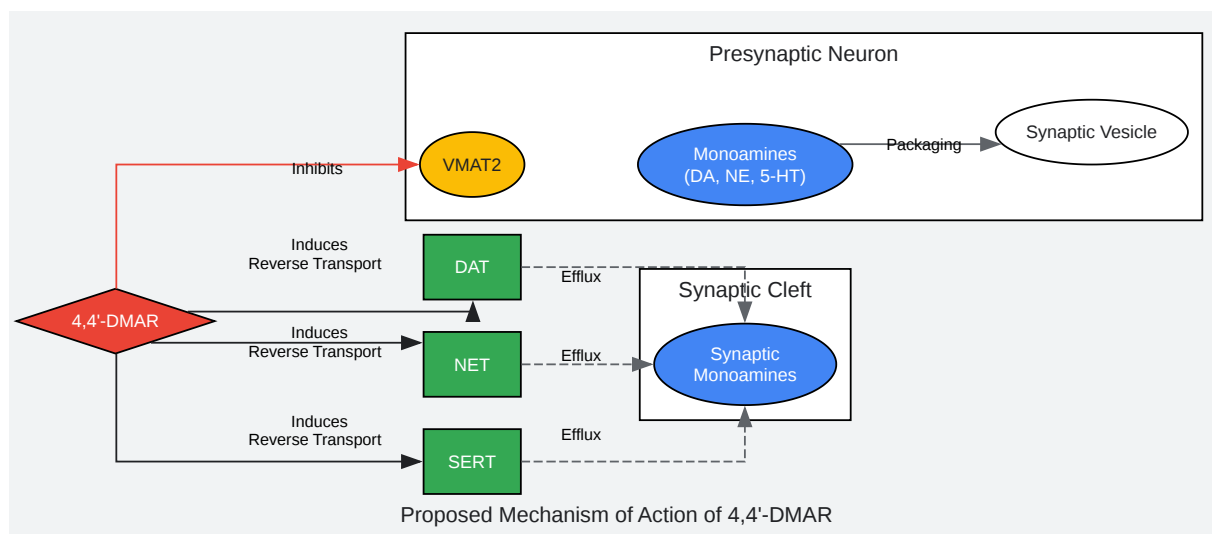 Presynaptic Neuron
VMAT2
Monoamines
(DA, NE, 5-HT)
Packaging
Synaptic Vesicle
Inhibits
Induces
Reverse Transport
DAT
Efflux
Synaptic Cleft
4,4'-DMAR
Induces
Reverse Transport
NET
Efflux
Synaptic
Monoamines
Induces
Reverse Transport
SERT
Efflux
Proposed Mechanism of Action of 4,4'-DMAR